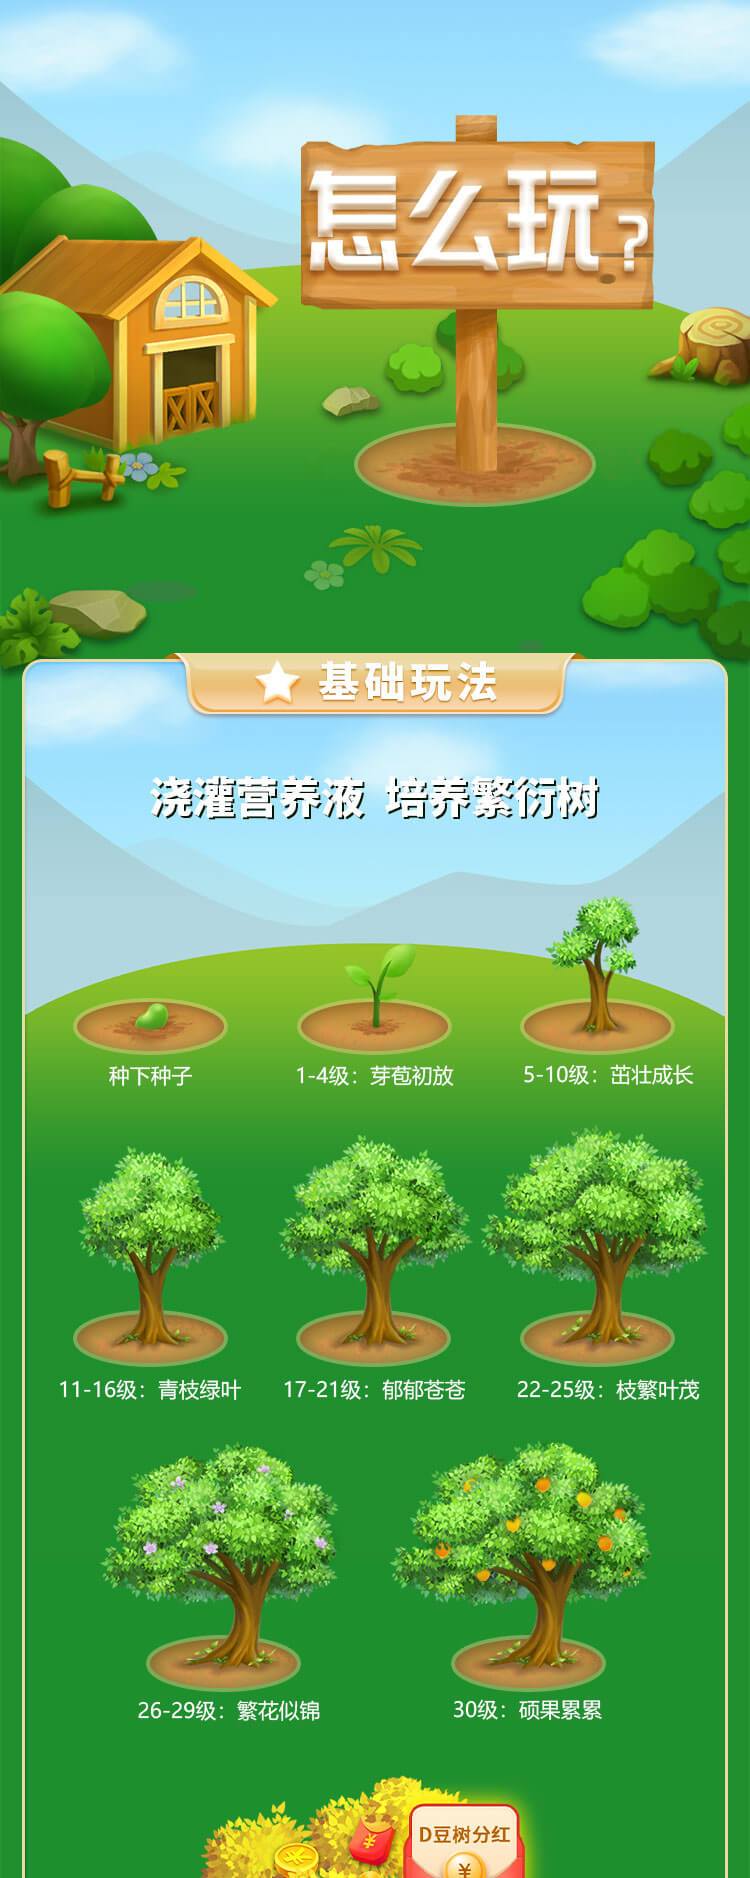 怎么玩?
基础玩法
浇灌营养液 培养繁衍树
种下种子
1-4级：芽苞初放
5-10级：茁壮成长
11-16级：青枝绿叶
17-21级：郁郁苍苍
22-25级：枝繁叶茂
26-29级：繁花似锦
30级：硕果累累
D豆树分红
¥
¥